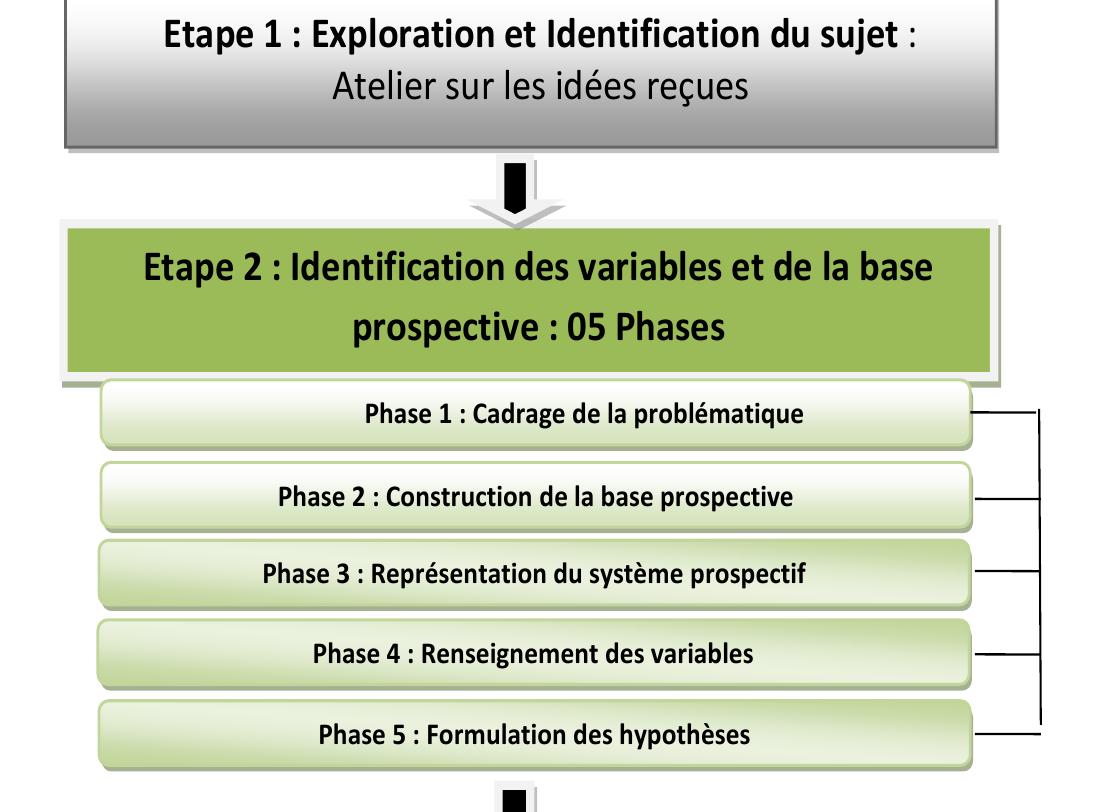 Etape 1 : Exploration et Identification du sujet :
Atelier sur les idées reçues
Etape 2 : Identification des variables et de la base
prospective : 05 Phases
Phase 1 : Cadrage de la problématique
Phase 2 : Construction de la base prospective
Phase 3 : Représentation du système prospectif
Phase 4 : Renseignement des variables
Phase 5 : Formulation des hypothèses